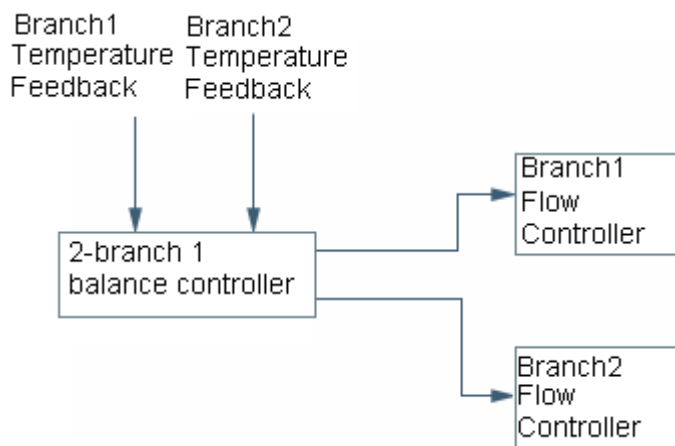 Branch1
Temperature
Feedback
Branch2
Temperature
Feedback
2-branch 1
balance controller
Branch1
Flow
Controller
Branch2
Flow
Controller